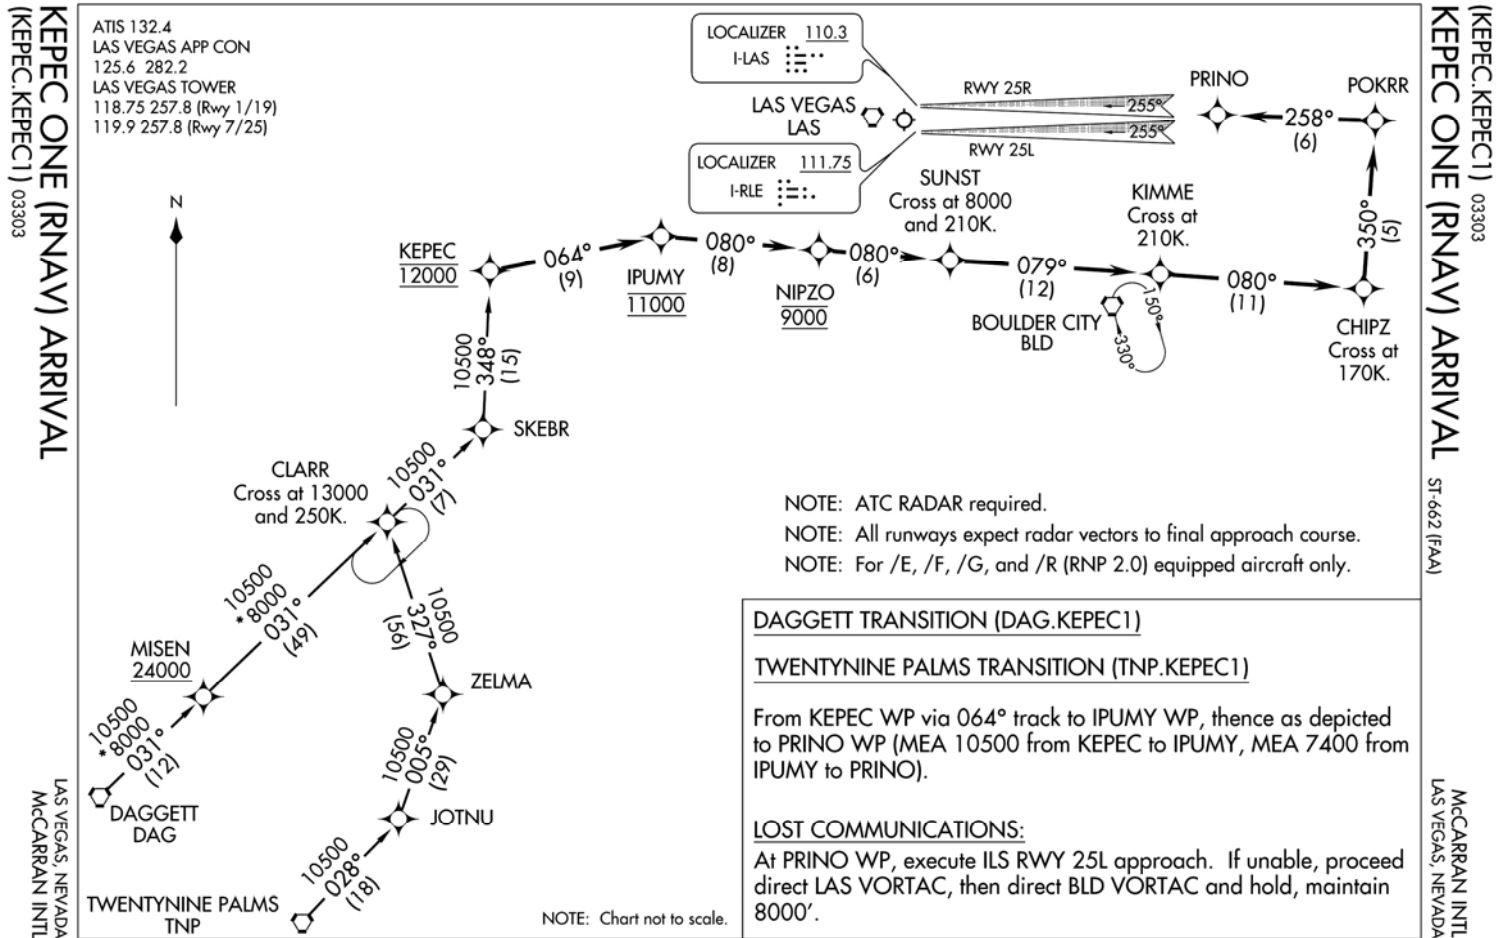 (KEPEC.KEPEC1) 03303
KEPEC ONE (RNAV) ARRIVAL
ATIS 132.4
LAS VEGAS APP CON
125.6 282.2
LAS VEGAS TOWER
118.75 257.8 (Rwy 1/19)
119.9 257.8 (Rwy 7/25)
N
LOCALIZER 110.3
I-LAS
LAS VEGAS
LAS
LOCALIZER 111.75
I-RLE
RWY 25R
255°
255°
RWY 25L
PRINO
258°
(6)
POKRR
350°
(5)
SUNST
Cross at 8000
and 210K.
KIMME
Cross at
210K.
KEPEC
12000
064°
(9)
IPUMY
11000
080°
(8)
NIPZO
9000
080°
(6)
079°
(12)
080°
(11)
BOULDER CITY
BLD
150°
330°
CHIPZ
Cross at
170K.
10500
348°
(15)
SKEBR
10500
031°
(7)
CLARR
Cross at 13000
and 250K.
10500
*8000
031°
(49)
10500
327°
(56)
MISEN
24000
ZELMA
10500
*8000
031°
(12)
DAGGETT
DAG
10500
005°
(29)
JOTNU
10500
028°
(18)
TWENTYNINE PALMS
TNP
NOTE: Chart not to scale.
NOTE: ATC RADAR required.
NOTE: All runways expect radar vectors to final approach course.
NOTE: For /E, /F, /G, and /R (RNP 2.0) equipped aircraft only.
DAGGETT TRANSITION (DAG.KEPEC1)
TWENTYNINE PALMS TRANSITION (TNP.KEPEC1)
From KEPEC WP via 064° track to IPUMY WP, thence as depicted
to PRINO WP (MEA 10500 from KEPEC to IPUMY, MEA 7400 from
IPUMY to PRINO).
LOST COMMUNICATIONS:
At PRINO WP, execute ILS RWY 25L approach. If unable, proceed
direct LAS VORTAC, then direct BLD VORTAC and hold, maintain
8000'.
LAS VEGAS, NEVADA
McCARRAN INTL
(KEPEC.KEPEC1) 03303
KEPEC ONE (RNAV) ARRIVAL
ST-662 (FAA)
McCARRAN INTL
LAS VEGAS, NEVADA